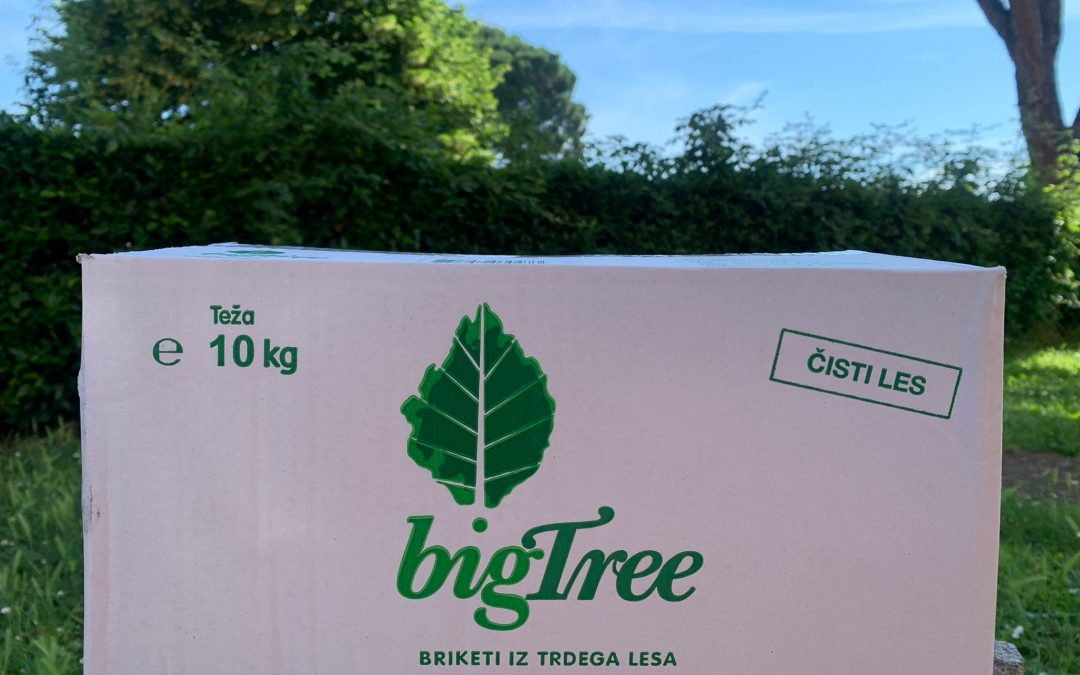 Teža
℮ 10 kg
ČISTI LES
bigTree
BRIKETI IZ TRDEGA LESA